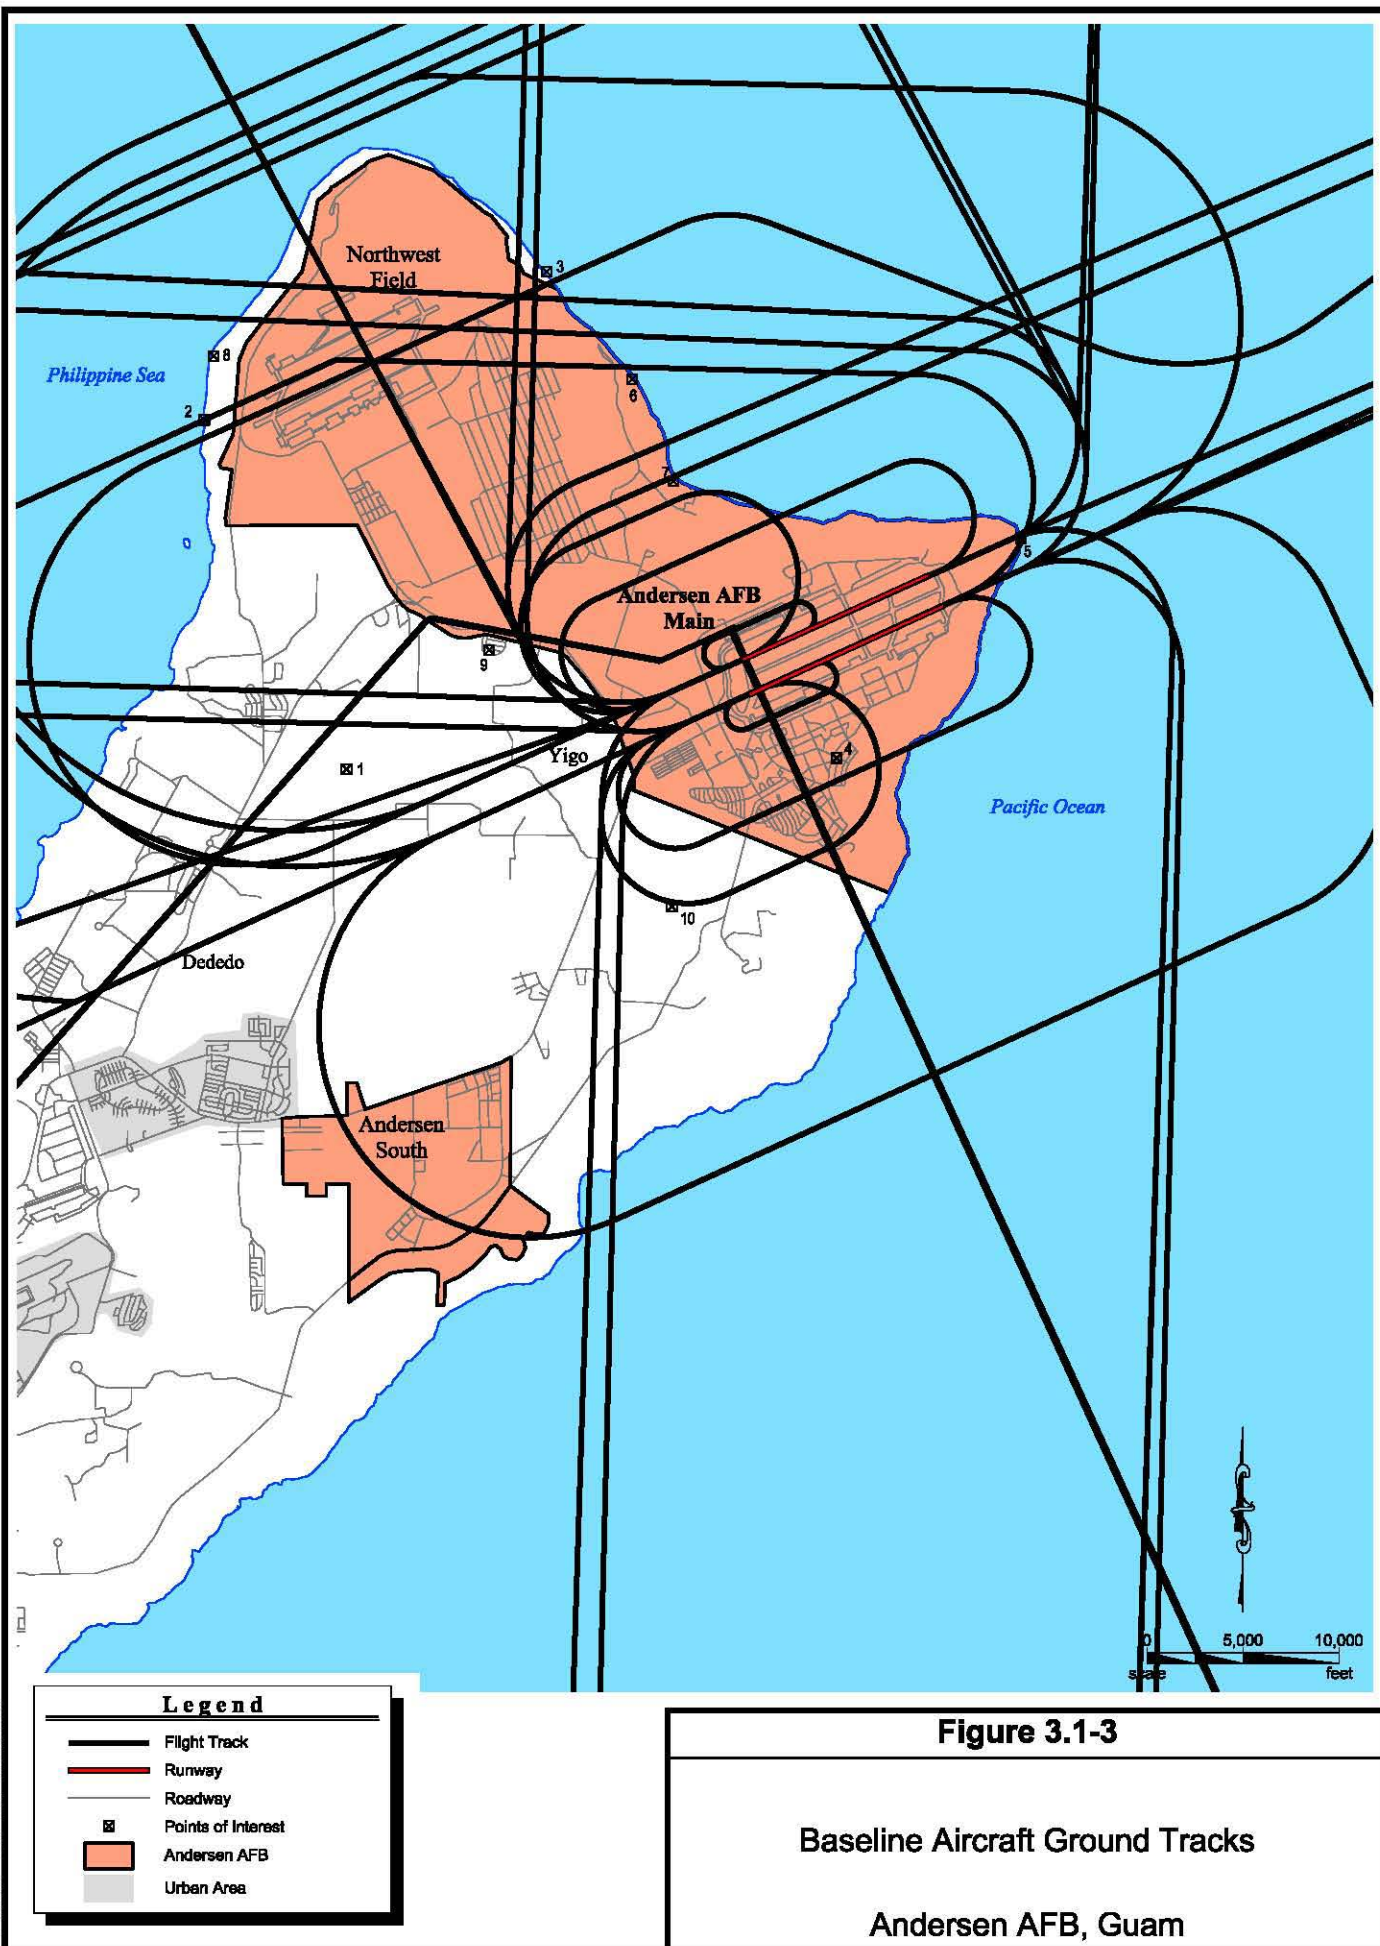 Northwest
Field
3
8
Philippine Sea
6
2
7
5
Andersen AFB
Main
9
Yigo
4
1
Pacific Ocean
10
Dededo
Andersen
South
0 5,000 10,000
scale feet
Legend
Flight Track
Runway
Roadway
Points of Interest
Andersen AFB
Urban Area
Figure 3.1-3
Baseline Aircraft Ground Tracks
Andersen AFB, Guam